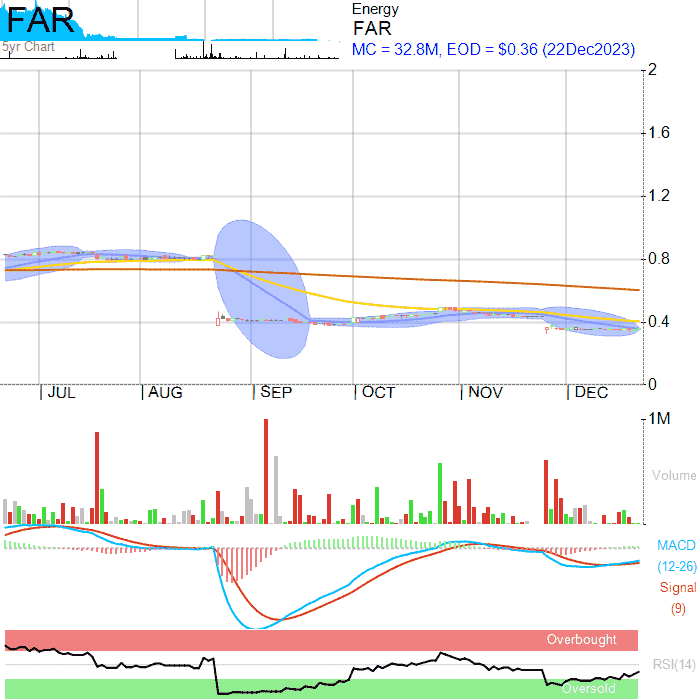 FAR
5yr Chart
Energy
FAR
MC = 32.8M, EOD = $0.36 (22Dec2023)
2
1.6
1.2
0.8
0.4
0
JUL AUG SEP OCT NOV DEC
1M
Volume
MACD
(12-26)
Signal
(9)
Overbought
RSI(14)
Oversold